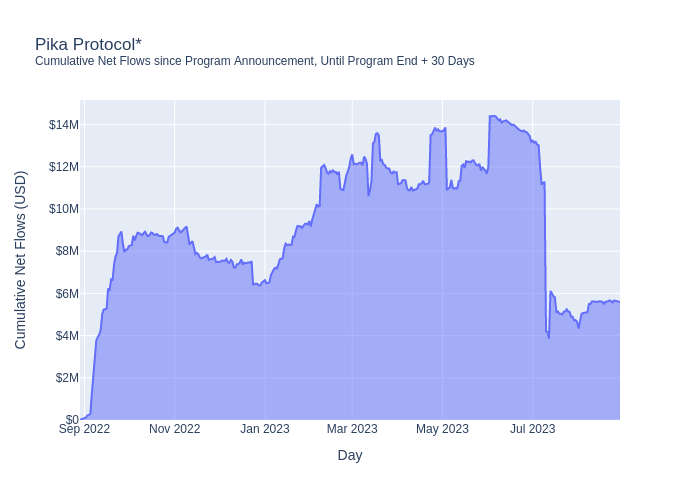 Pika Protocol*
Cumulative Net Flows since Program Announcement, Until Program End + 30 Days
Cumulative Net Flows (USD)
$14M
$12M
$10M
$8M
$6M
$4M
$2M
$0
Sep 2022 Nov 2022 Jan 2023 Mar 2023 May 2023 Jul 2023
Day